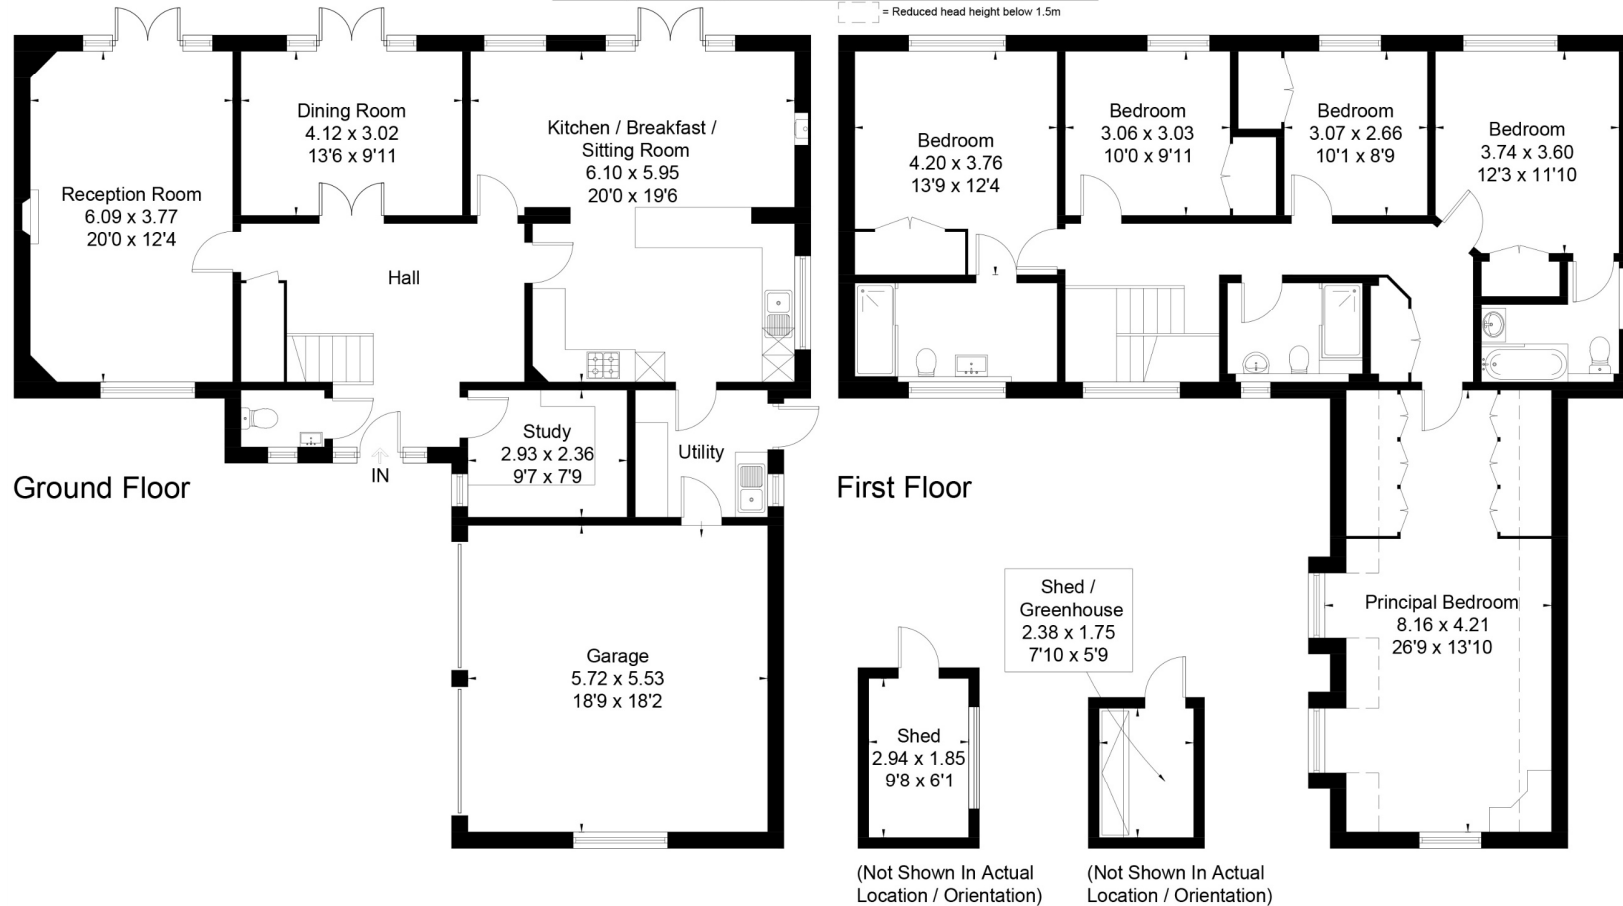 = Reduced head height below 1.5m
Reception Room
6.09 x 3.77
20'0 x 12'4
Dining Room
4.12 x 3.02
13'6 x 9'11
Kitchen / Breakfast /
Sitting Room
6.10 x 5.95
20'0 x 19'6
Hall
Study
2.93 x 2.36
9'7 x 7'9
Utility
IN
Ground Floor
Garage
5.72 x 5.53
18'9 x 18'2
Bedroom
4.20 x 3.76
13'9 x 12'4
Bedroom
3.06 x 3.03
10'0 x 9'11
Bedroom
3.07 x 2.66
10'1 x 8'9
Bedroom
3.74 x 3.60
12'3 x 11'10
First Floor
Principal Bedroom
8.16 x 4.21
26'9 x 13'10
Shed /
Greenhouse
2.38 x 1.75
7'10 x 5'9
Shed
2.94 x 1.85
9'8 x 6'1
(Not Shown In Actual
Location / Orientation)
(Not Shown In Actual
Location / Orientation)